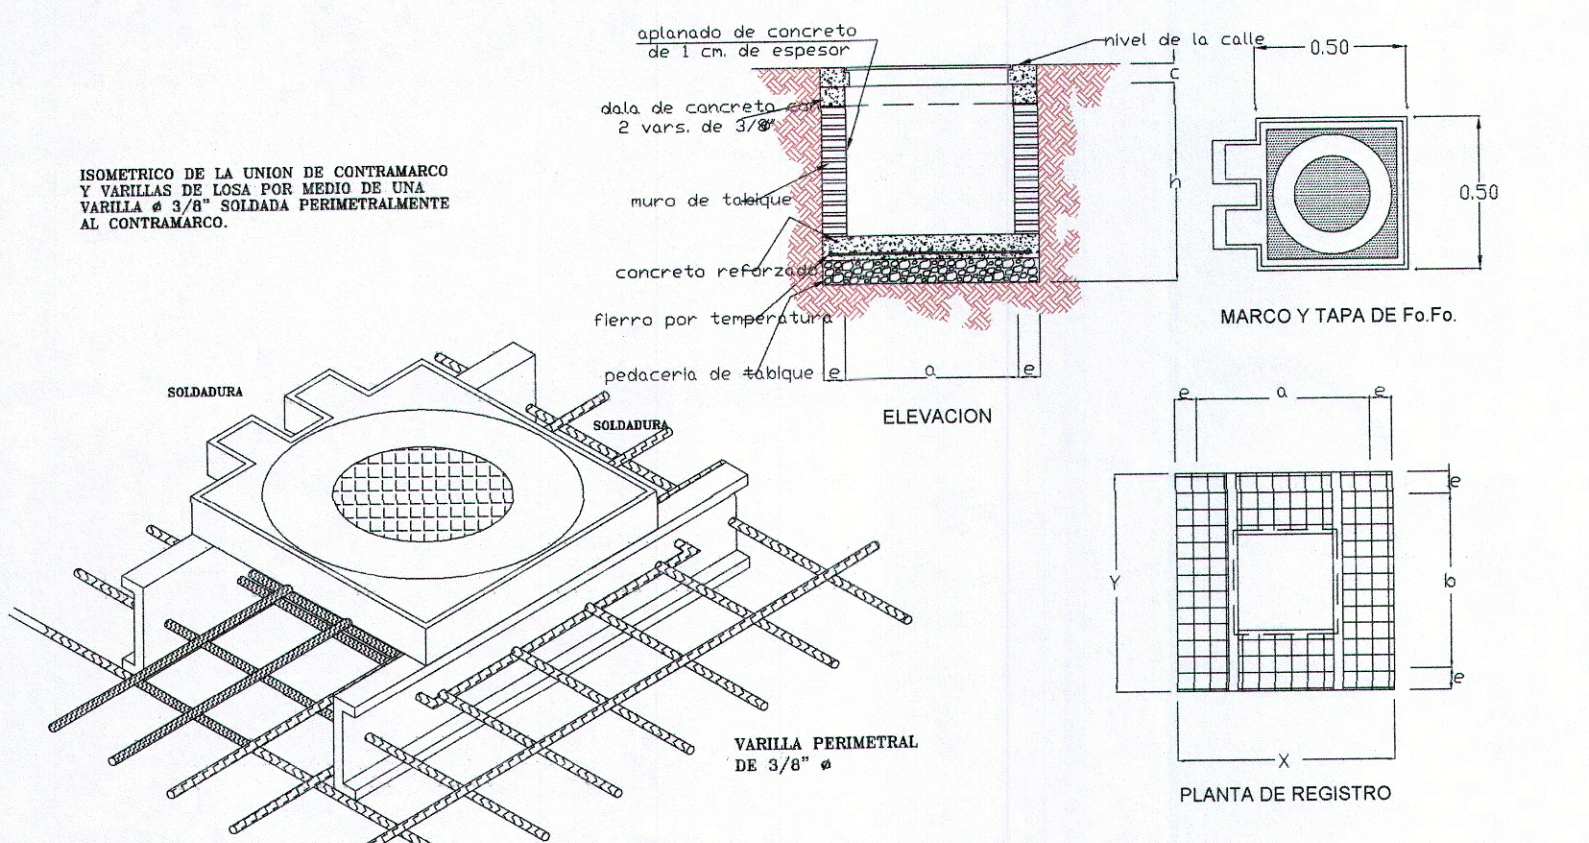 aplanado de concreto
de 1 cm. de espesor
nivel de la calle
0.50
c
dala de concreto con
2 vars. de 3/8"
ISOMETRICO DE LA UNION DE CONTRAMARCO
Y VARILLAS DE LOSA POR MEDIO DE UNA
VARILLA ø 3/8" SOLDADA PERIMETRALMENTE
AL CONTRAMARCO.
muro de tabique
h
0.50
concreto reforzado
fierro por temperatura
MARCO Y TAPA DE Fo.Fo.
pedaceria de tabique
e
a
e
ELEVACION
SOLDADURA
SOLDADURA
e
a
e
e
Y
b
e
X
VARILLA PERIMETRAL
DE 3/8" ø
PLANTA DE REGISTRO